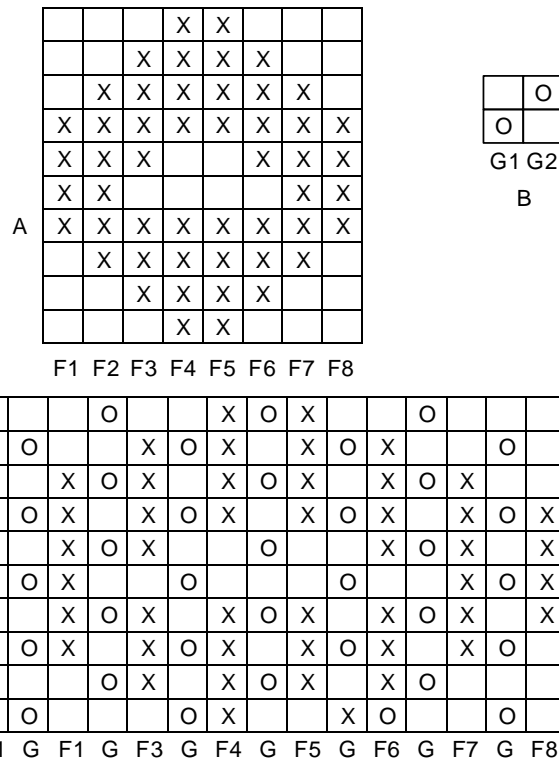 X X
X X X X
X X X X X X
X X X X X X X X
X X X X X X
X X X X
A X X X X X X X X
X X X X X X
X X X X
X X
F1 F2 F3 F4 F5 F6 F7 F8
O
O
G1 G2
B
O X O X O
O X O X X O X O
X O X X O X X O X
O X X O X X O X X O X
X O X O X O X X
O X O O X O X
X O X X O X X O X X
O X X O X X O X X O
O X X O X X O
O O X X O O
G F1 G F3 G F4 G F5 G F6 G F7 G F8